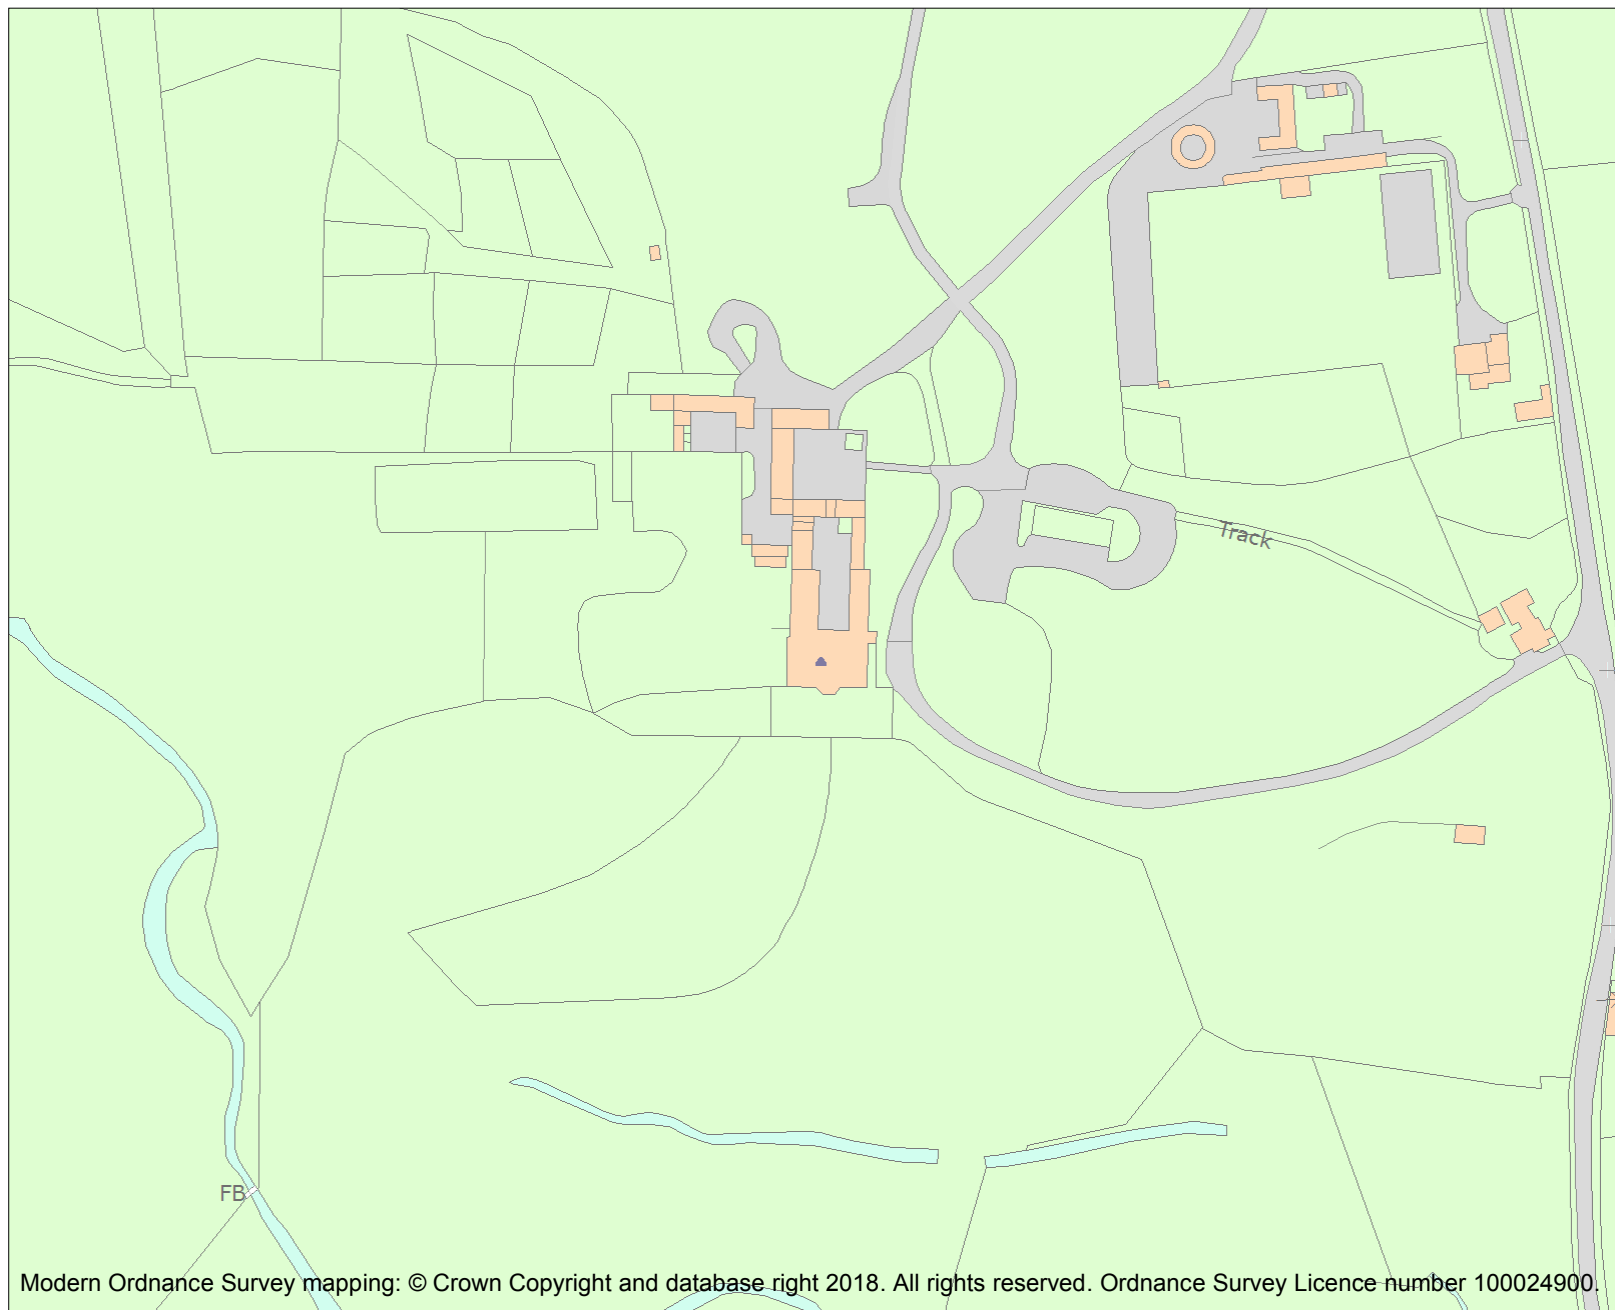 Track
FB
Modern Ordnance Survey mapping: © Crown Copyright and database right 2018. All rights reserved. Ordnance Survey Licence number 100024900.